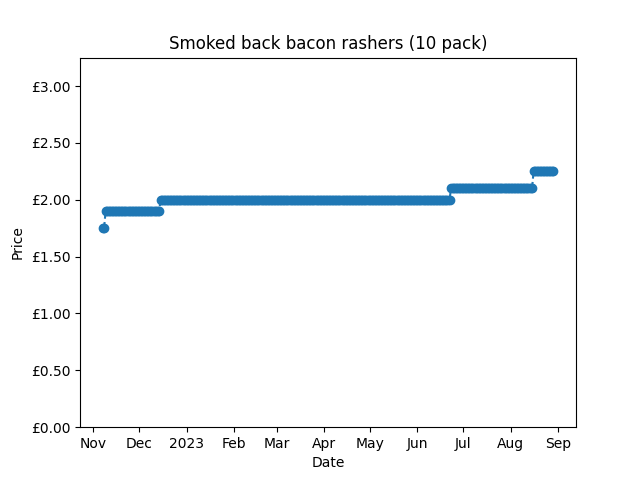 Smoked back bacon rashers (10 pack)
£3.00
£2.50
£2.00
£1.50
£1.00
£0.50
£0.00
Price
Nov Dec 2023 Feb Mar Apr May Jun Jul Aug Sep
Date